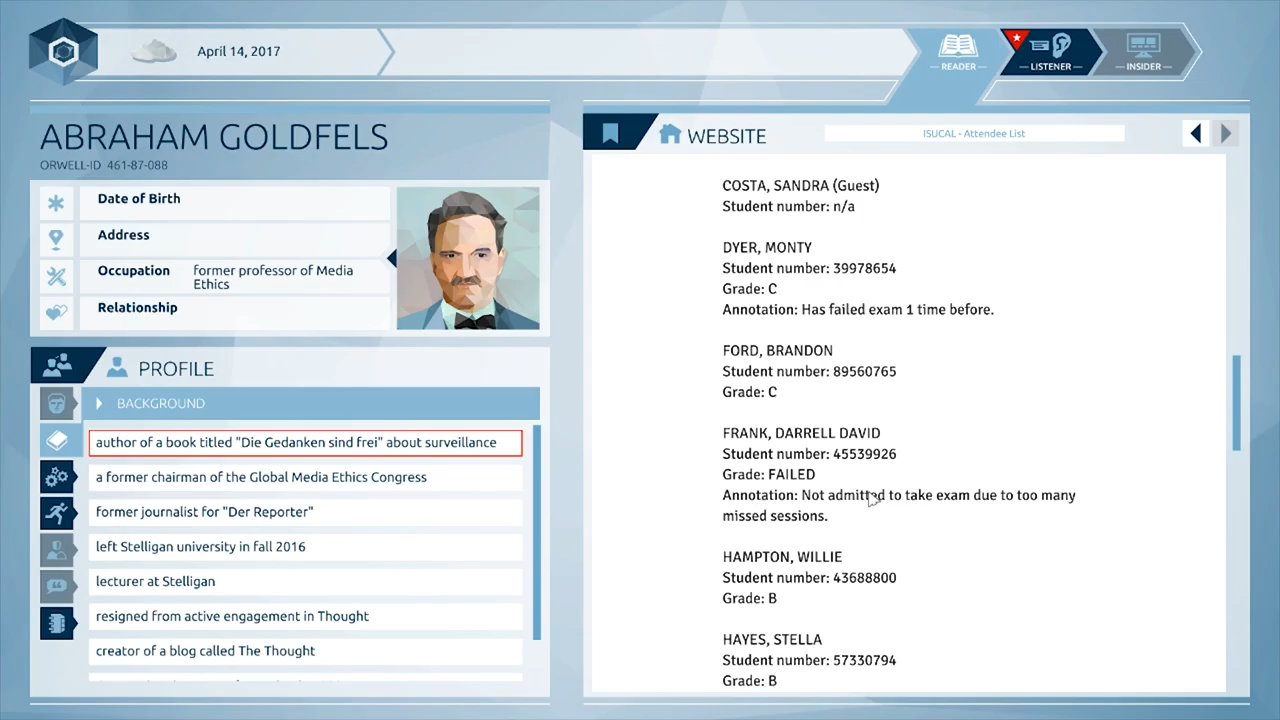 April 14, 2017
READER
LISTENER
INSIDER
ABRAHAM GOLDFELS
ORWELL-ID 461-87-088
Date of Birth
Address
Occupation former professor of Media
Ethics
Relationship
PROFILE
BACKGROUND
author of a book titled "Die Gedanken sind frei" about surveillance
a former chairman of the Global Media Ethics Congress
former journalist for "Der Reporter"
left Stelligan university in fall 2016
lecturer at Stelligan
resigned from active engagement in Thought
creator of a blog called The Thought
WEBSITE
ISUCAL - Attendee List
COSTA, SANDRA (Guest)
Student number: n/a
DYER, MONTY
Student number: 39978654
Grade: C
Annotation: Has failed exam 1 time before.
FORD, BRANDON
Student number: 89560765
Grade: C
FRANK, DARRELL DAVID
Student number: 45539926
Grade: FAILED
Annotation: Not admitted to take exam due to too many
missed sessions.
HAMPTON, WILLIE
Student number: 43688800
Grade: B
HAYES, STELLA
Student number: 57330794
Grade: B